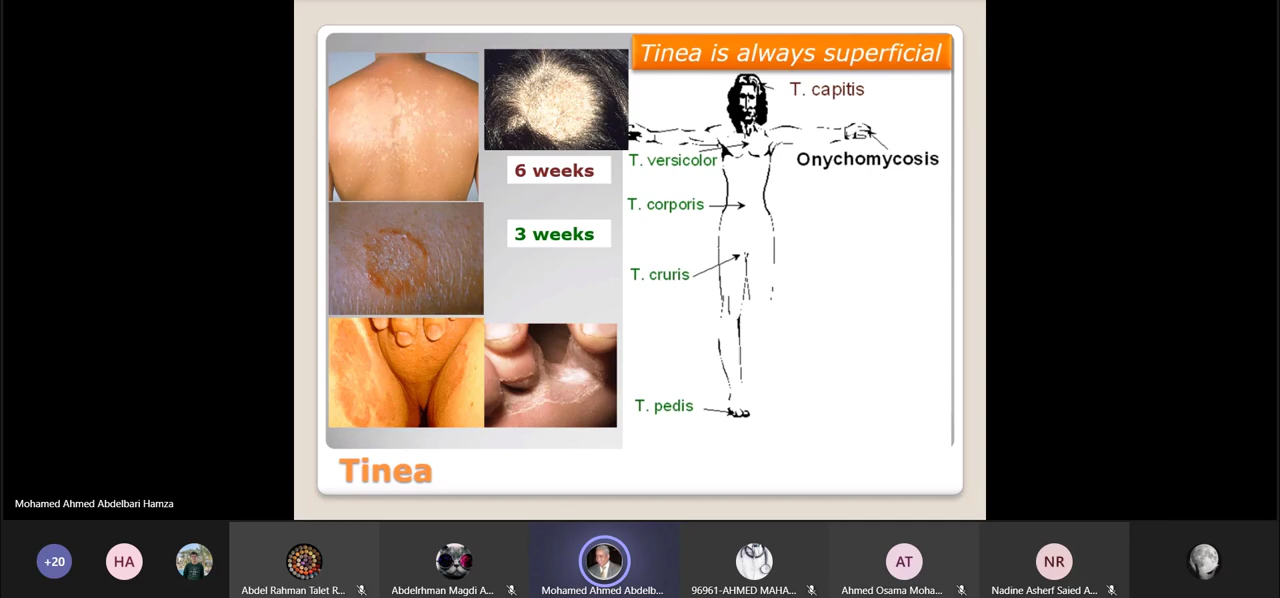 Tinea is always superficial
T. capitis
6 weeks
T. versicolor
Onychomycosis
T. corporis
3 weeks
T. cruris
T. pedis
Tinea
Mohamed Ahmed Abdelbari Hamza
+20
HA
Abdel Rahman Talet R...
Abdelrhman Magdi A...
Mohamed Ahmed Abdelb...
96961-AHMED MAHA...
AT
Ahmed Osama Moha...
NR
Nadine Asherf Saied A...